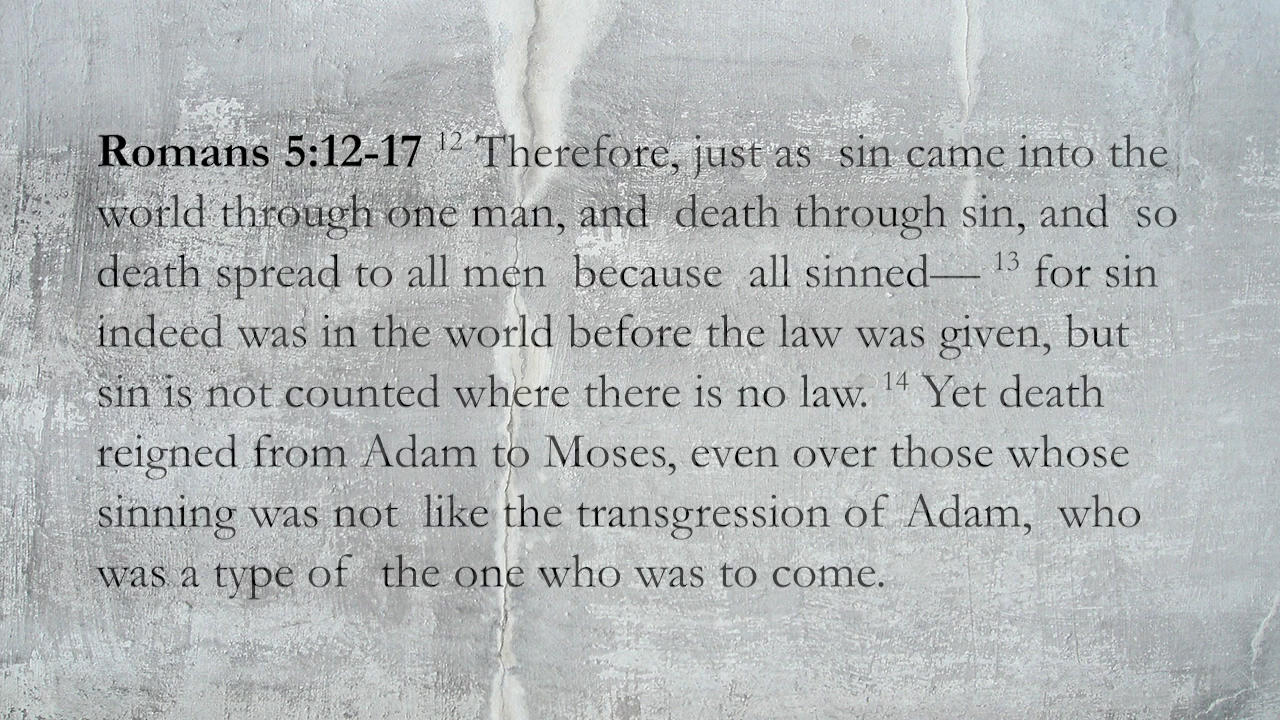 Romans 5:12-17 12 Therefore, just as  sin came into the
world through one man, and  death through sin, and  so
death spread to all men  because  all sinned— 13 for sin
indeed was in the world before the law was given, but
sin is not counted where there is no law. 14 Yet death
reigned from Adam to Moses, even over those whose
sinning was not  like the transgression of  Adam,  who
was a type of  the one who was to come.